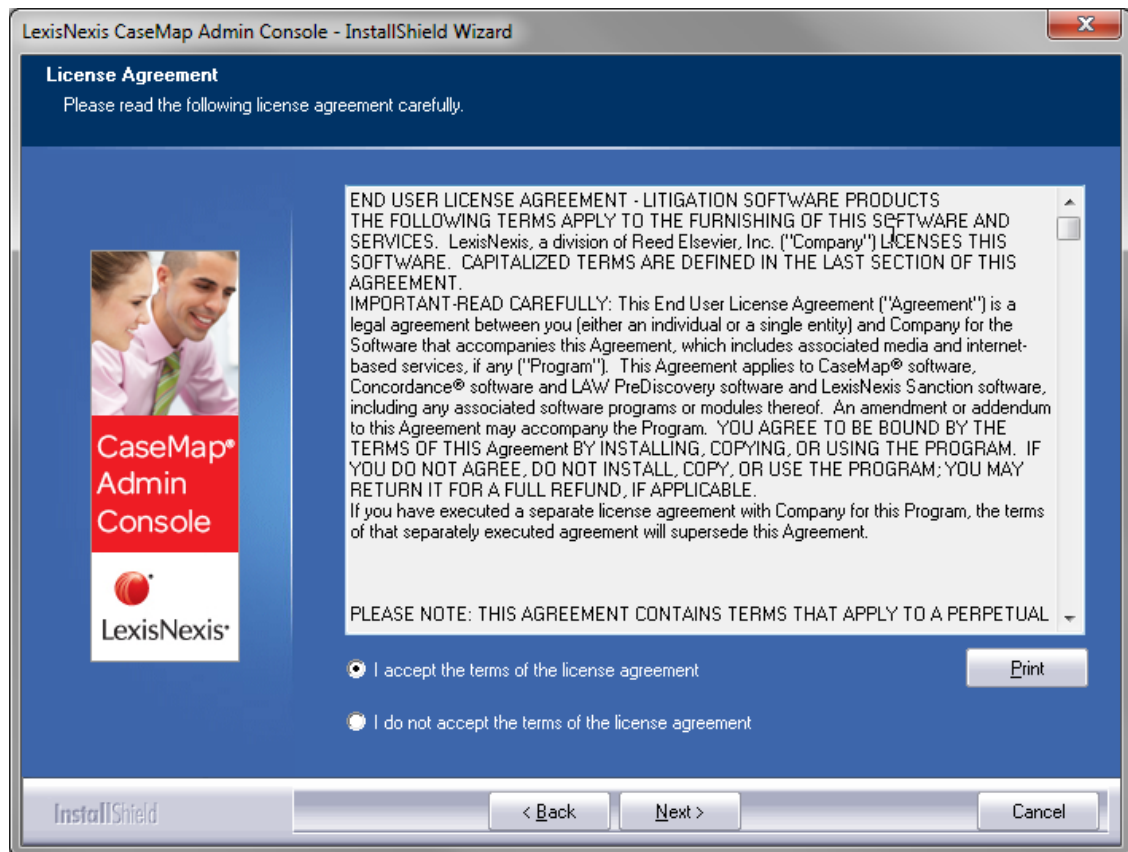 LexisNexis CaseMap Admin Console - InstallShield Wizard
License Agreement
Please read the following license agreement carefully.
END USER LICENSE AGREEMENT - LITIGATION SOFTWARE PRODUCTS
THE FOLLOWING TERMS APPLY TO THE FURNISHING OF THIS SOFTWARE AND
SERVICES. LexisNexis, a division of Reed Elsevier, Inc. ("Company") LICENSES THIS
SOFTWARE. CAPITALIZED TERMS ARE DEFINED IN THE LAST SECTION OF THIS
AGREEMENT.
IMPORTANT-READ CAREFULLY: This End User License Agreement ("Agreement") is a
legal agreement between you (either an individual or a single entity) and Company for the
Software that accompanies this Agreement, which includes associated media and internet-
based services, if any ("Program"). This Agreement applies to CaseMap® software,
Concordance® software and LAW PreDiscovery software and LexisNexis Sanction software,
including any associated software programs or modules thereof. An amendment or addendum
to this Agreement may accompany the Program. YOU AGREE TO BE BOUND BY THE
TERMS OF THIS Agreement BY INSTALLING, COPYING, OR USING THE PROGRAM. IF
YOU DO NOT AGREE, DO NOT INSTALL, COPY, OR USE THE PROGRAM; YOU MAY
RETURN IT FOR A FULL REFUND, IF APPLICABLE.
If you have executed a separate license agreement with Company for this Program, the terms
of that separately executed agreement will supersede this Agreement.
PLEASE NOTE: THIS AGREEMENT CONTAINS TERMS THAT APPLY TO A PERPETUAL
CaseMap®
Admin
Console
LexisNexis®
I accept the terms of the license agreement
Print
I do not accept the terms of the license agreement
InstallShield
< Back
Next >
Cancel